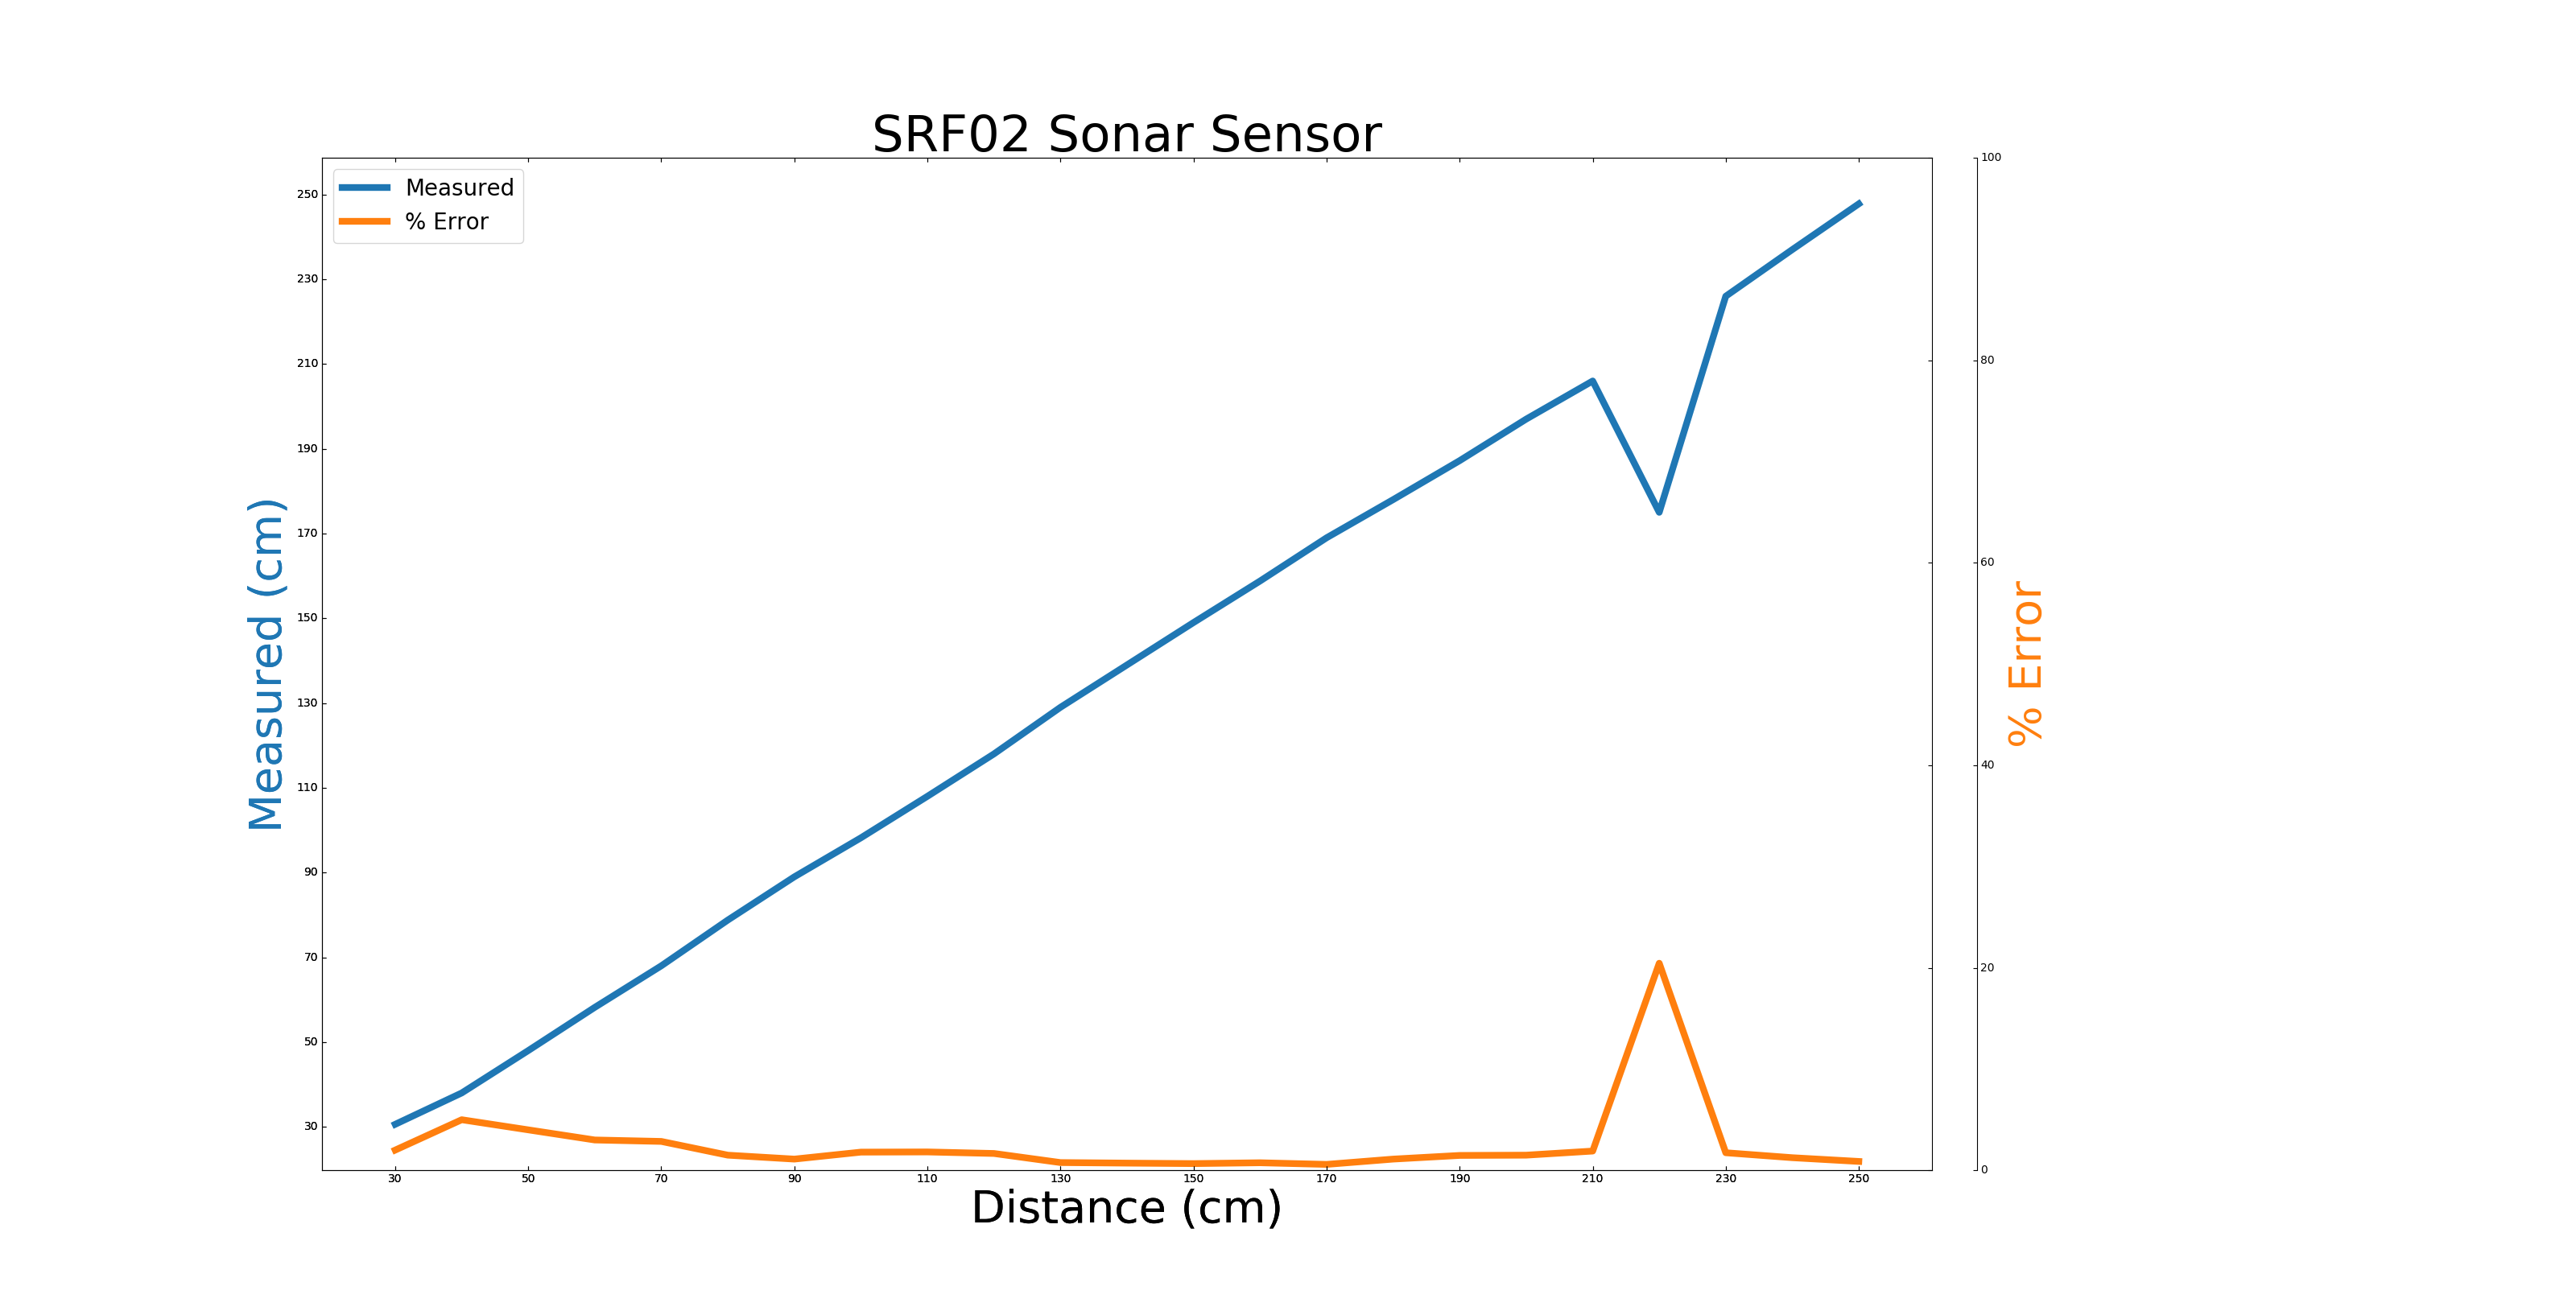 SRF02 Sonar Sensor
Measured
% Error
250
230
210
190
170
150
130
110
90
70
50
30
Measured (cm)
100
80
60
40
20
0
% Error
30 50 70 90 110 130 150 170 190 210 230 250
Distance (cm)